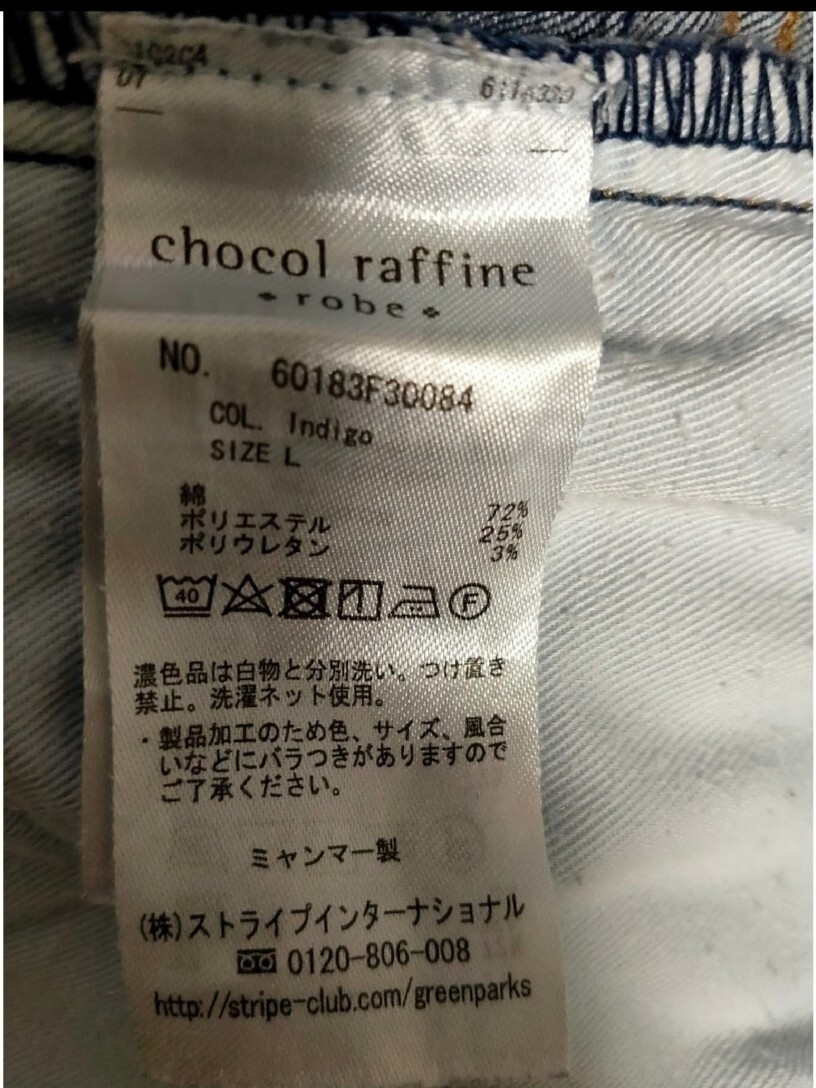 07
chocol raffine
robe
NO. 60183F30084
COL. Indigo
SIZE L
綿 72%
ポリエステル 25%
ポリウレタン 3%
40 F
濃色品は白物と分別洗い。つけ置き
禁止。洗濯ネット使用。
・製品加工のため色、サイズ、風合
いなどにバラつきがありますので
ご了承ください。
ミャンマー製
(株)ストライプインターナショナル
0120-806-008
http://stripe-club.com/greenparks